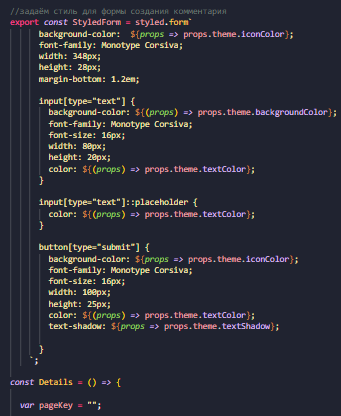 //задаём стиль для формы создания комментария
export const StyledForm = styled.form`
background-color:  ${props => props.theme.iconColor};
font-family: Monotype Corsiva;
width: 348px;
height: 28px;
margin-bottom: 1.2em;
input[type="text"] {
background-color: ${(props) => props.theme.backgroundColor};
font-family: Monotype Corsiva;
font-size: 16px;
width: 80px;
height: 20px;
color: ${(props) => props.theme.textColor};
}
input[type="text"]::placeholder {
color: ${(props) => props.theme.textColor};
}
button[type="submit"] {
background-color: ${props => props.theme.iconColor};
font-family: Monotype Corsiva;
font-size: 16px;
width: 100px;
height: 25px;
color: ${(props) => props.theme.textColor};
text-shadow: ${props => props.theme.textShadow};
}
`;
const Details = () => {
var pageKey = "";